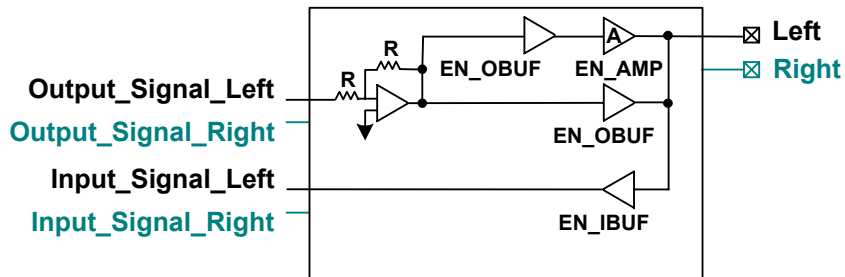 R
R
A
Left
EN_OBUF
EN_AMP
Right
Output_Signal_Left
Output_Signal_Right
EN_OBUF
Input_Signal_Left
Input_Signal_Right
EN_IBUF